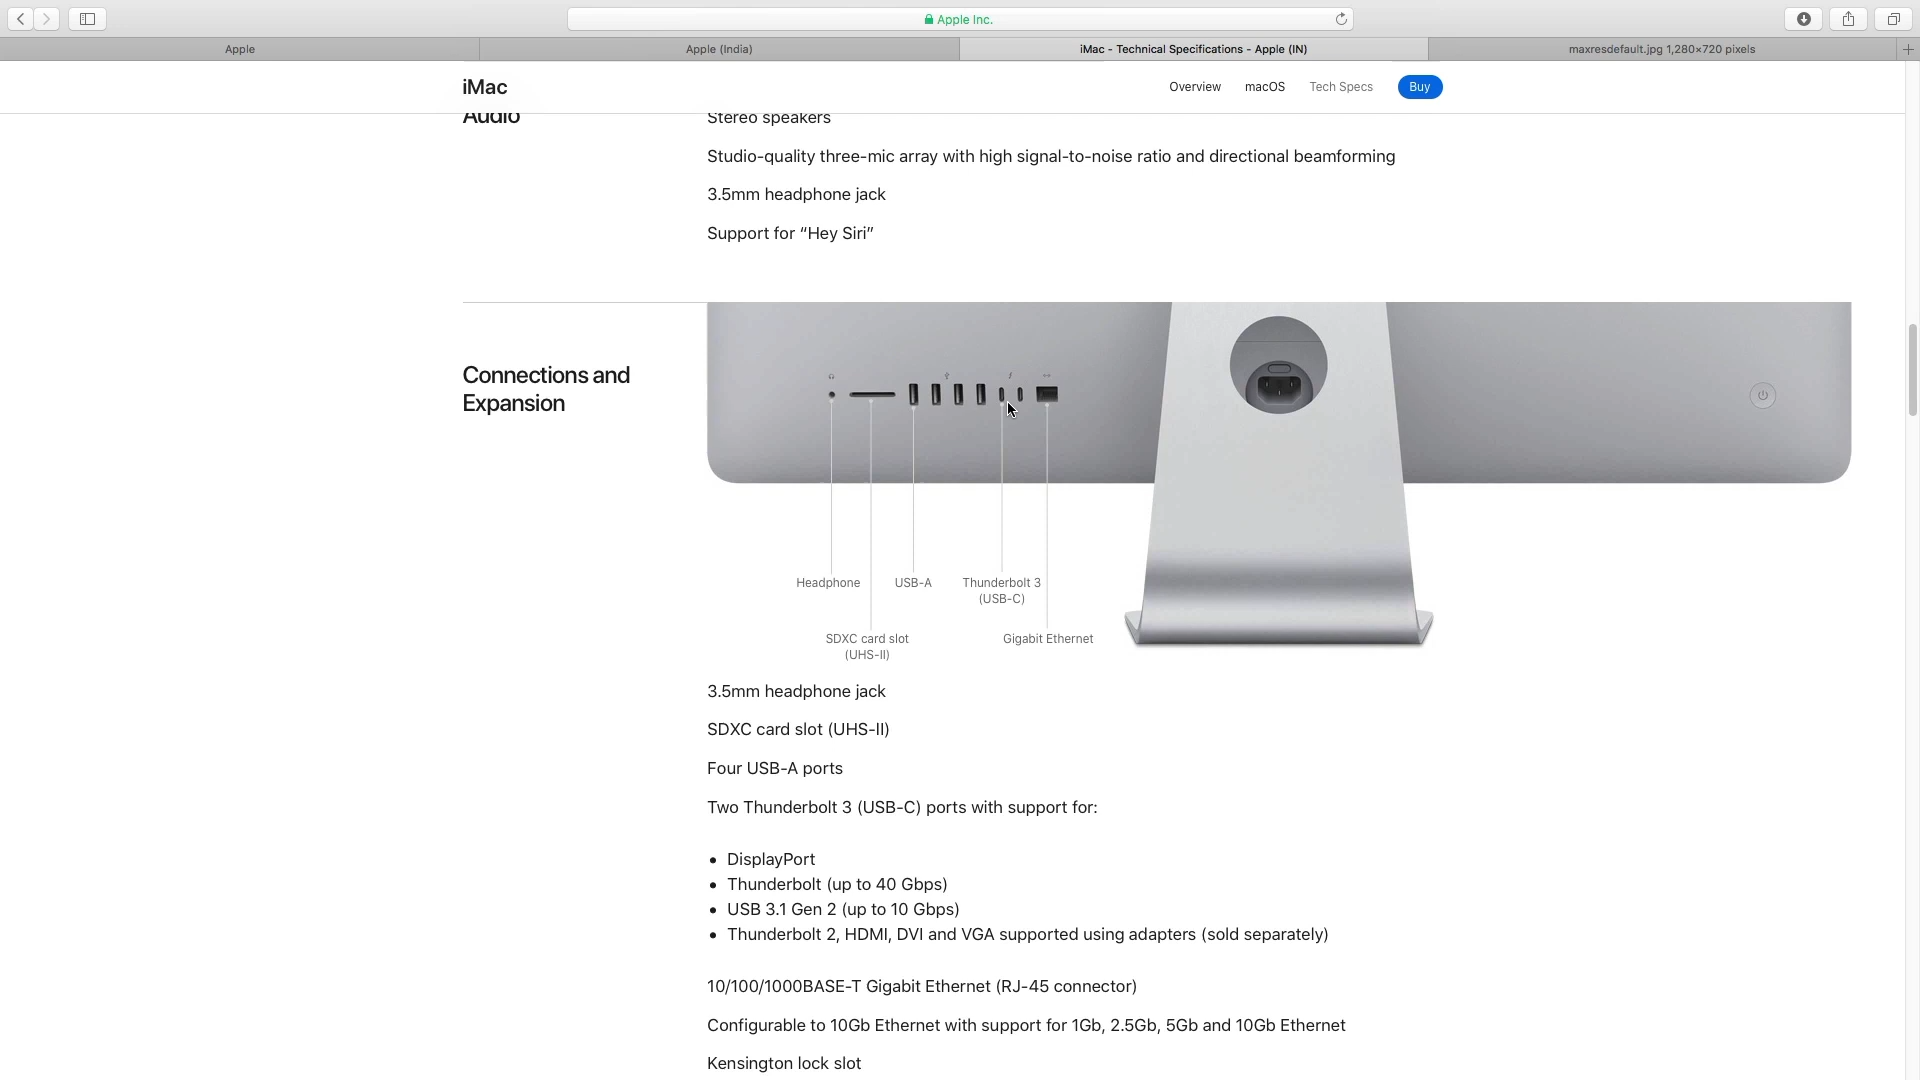 Apple Inc.
Apple
Apple (India)
iMac - Technical Specifications - Apple (IN)
maxresdefault.jpg 1,280×720 pixels
iMac
Overview
macOS
Tech Specs
Buy
Audio
Stereo speakers
Studio-quality three-mic array with high signal-to-noise ratio and directional beamforming
3.5mm headphone jack
Support for “Hey Siri”
Connections and
Expansion
Headphone
USB-A
Thunderbolt 3
(USB-C)
SDXC card slot
(UHS-II)
Gigabit Ethernet
3.5mm headphone jack
SDXC card slot (UHS-II)
Four USB-A ports
Two Thunderbolt 3 (USB-C) ports with support for:
• DisplayPort
• Thunderbolt (up to 40 Gbps)
• USB 3.1 Gen 2 (up to 10 Gbps)
• Thunderbolt 2, HDMI, DVI and VGA supported using adapters (sold separately)
10/100/1000BASE-T Gigabit Ethernet (RJ-45 connector)
Configurable to 10Gb Ethernet with support for 1Gb, 2.5Gb, 5Gb and 10Gb Ethernet
Kensington lock slot